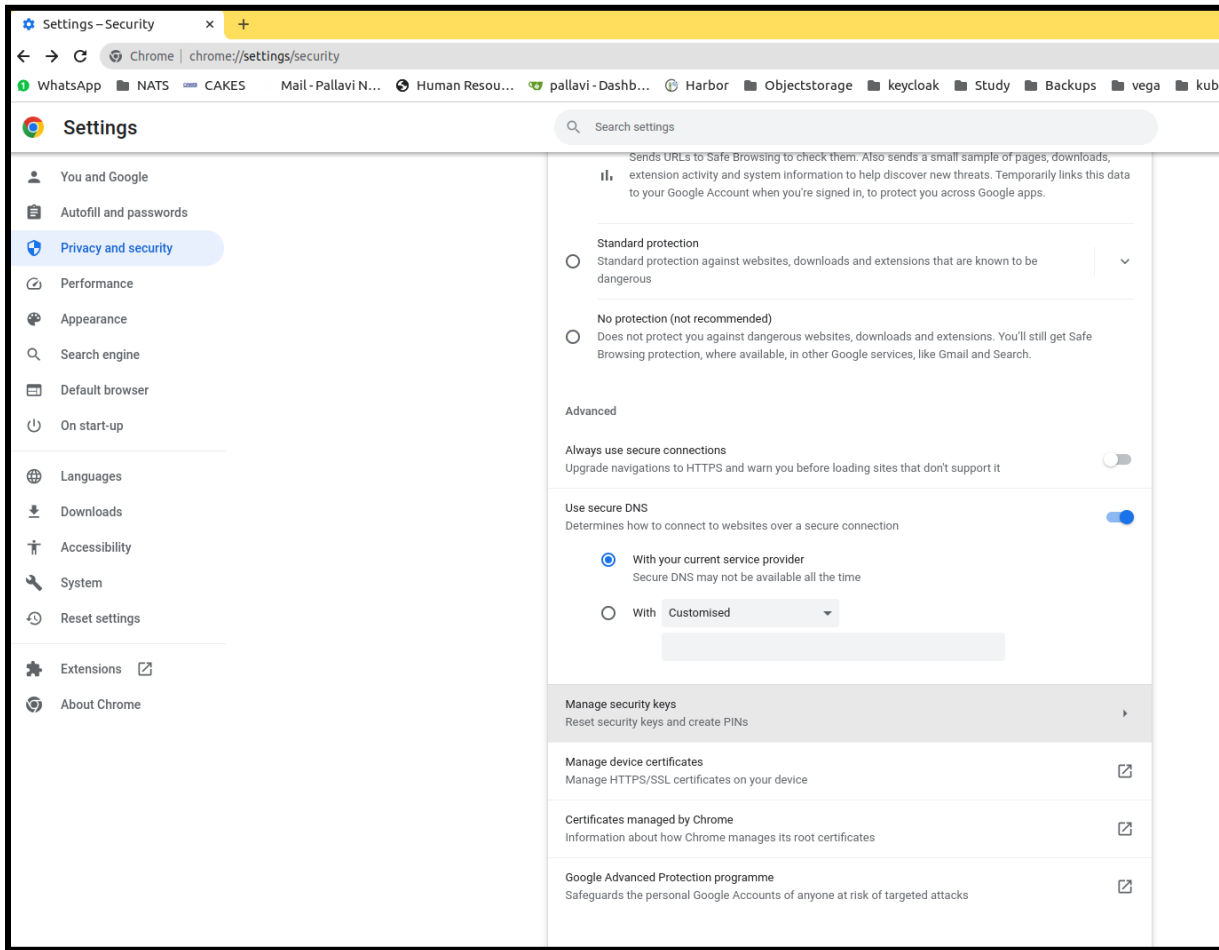 Settings – Security
Chrome | chrome://settings/security
WhatsApp NATS CAKES Mail - Pallavi N... Human Resou... pallavi - Dashb... Harbor Objectstorage keycloak Study Backups vega kub
Settings
Search settings
You and Google
Autofill and passwords
Privacy and security
Performance
Appearance
Search engine
Default browser
On start-up
Languages
Downloads
Accessibility
System
Reset settings
Extensions
About Chrome
Sends URLs to Safe Browsing to check them. Also sends a small sample of pages, downloads,
extension activity and system information to help discover new threats. Temporarily links this data
to your Google Account when you're signed in, to protect you across Google apps.
Standard protection
Standard protection against websites, downloads and extensions that are known to be
dangerous
No protection (not recommended)
Does not protect you against dangerous websites, downloads and extensions. You'll still get Safe
Browsing protection, where available, in other Google services, like Gmail and Search.
Advanced
Always use secure connections
Upgrade navigations to HTTPS and warn you before loading sites that don't support it
Use secure DNS
Determines how to connect to websites over a secure connection
With your current service provider
Secure DNS may not be available all the time
With Customised
Manage security keys
Reset security keys and create PINs
Manage device certificates
Manage HTTPS/SSL certificates on your device
Certificates managed by Chrome
Information about how Chrome manages its root certificates
Google Advanced Protection programme
Safeguards the personal Google Accounts of anyone at risk of targeted attacks